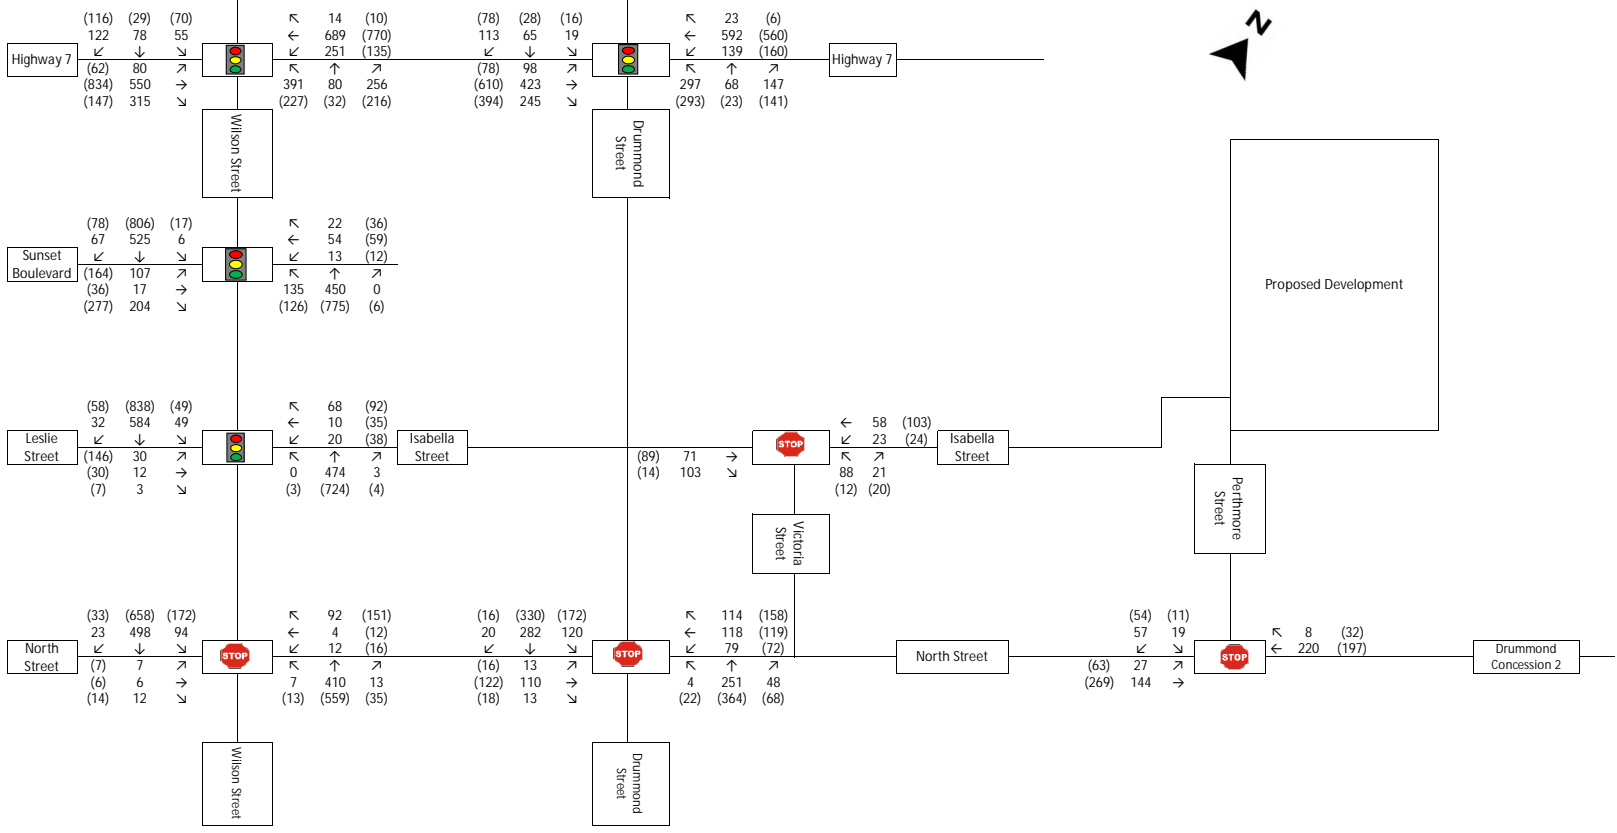 (116) (29) (70)
122 78 55
↙ ↓ ↘
(62) 80 ↗
(834) 550 →
(147) 315 ↘
↖ 14 (10)
← 689 (770)
↙ 251 (135)
↖ ↑ ↗
391 80 256
(227) (32) (216)
Highway 7
(78) (28) (16)
113 65 19
↙ ↓ ↘
(78) 98 ↗
(610) 423 →
(394) 245 ↘
↖ 23 (6)
← 592 (560)
↙ 139 (160)
↖ ↑ ↗
297 68 147
(293) (23) (141)
Highway 7
N
Wilson Street
Drummond
Street
(78) (806) (17)
67 525 6
↙ ↓ ↘
(164) 107 ↗
(36) 17 →
(277) 204 ↘
↖ 22 (36)
← 54 (59)
↙ 13 (12)
↖ ↑ ↗
135 450 0
(126) (775) (6)
Sunset
Boulevard
Proposed Development
(58) (838) (49)
32 584 49
↙ ↓ ↘
(146) 30 ↗
(30) 12 →
(7) 3 ↘
↖ 68 (92)
← 10 (35)
↙ 20 (38)
↖ ↑ ↗
0 474 3
(3) (724) (4)
Leslie
Street
Isabella
Street
(89) 71 →
(14) 103 ↘
STOP
← 58 (103)
↙ 23 (24)
↖ ↗
88 21
(12) (20)
Isabella
Street
Victoria
Street
Perthmore
Street
(33) (658) (172)
23 498 94
↙ ↓ ↘
(7) 7 ↗
(6) 6 →
(14) 12 ↘
North
Street
STOP
↖ 92 (151)
← 4 (12)
↙ 12 (16)
↖ ↑ ↗
7 410 13
(13) (559) (35)
(16) (330) (172)
20 282 120
↙ ↓ ↘
(16) 13 ↗
(122) 110 →
(18) 13 ↘
STOP
↖ 114 (158)
← 118 (119)
↙ 79 (72)
↖ ↑ ↗
4 251 48
(22) (364) (68)
North Street
(54) (11)
57 19
↙ ↘
(63) 27 ↗
(269) 144 →
STOP
↖ 8 (32)
← 220 (197)
Drummond
Concession 2
Wilson Street
Drummond
Street